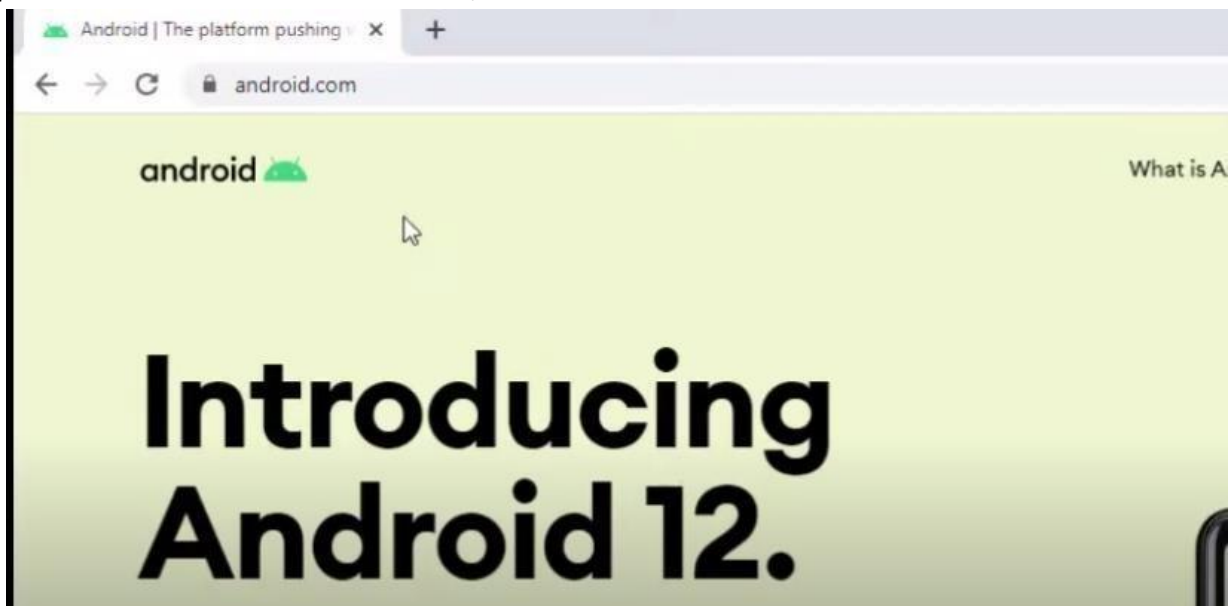 Android | The platform pushing
android.com
android
What is A
Introducing
Android 12.